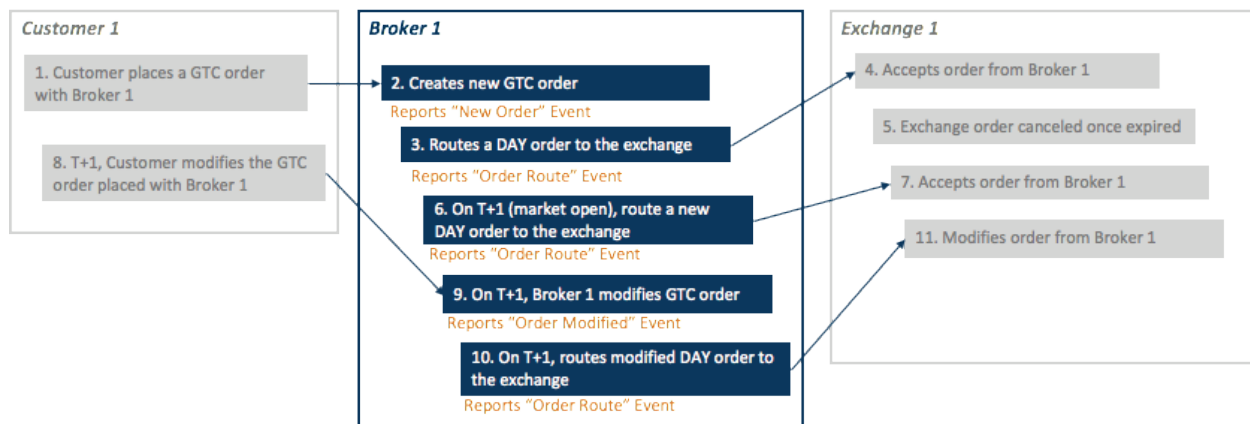 Customer 1
1. Customer places a GTC order
with Broker 1
8. T+1, Customer modifies the GTC
order placed with Broker 1
Broker 1
2. Creates new GTC order
Reports "New Order" Event
3. Routes a DAY order to the exchange
Reports "Order Route" Event
6. On T+1 (market open), route a new
DAY order to the exchange
Reports "Order Route" Event
9. On T+1, Broker 1 modifies GTC order
Reports "Order Modified" Event
10. On T+1, routes modified DAY order to
the exchange
Reports "Order Route" Event
Exchange 1
4. Accepts order from Broker 1
5. Exchange order canceled once expired
7. Accepts order from Broker 1
11. Modifies order from Broker 1